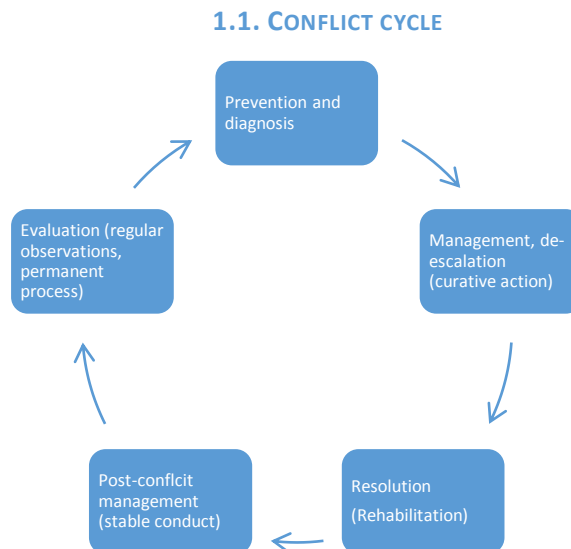 1.1. CONFLICT CYCLE
Prevention and
diagnosis
Management, de-
escalation
(curative action)
Resolution
(Rehabilitation)
Post-conflcit
management
(stable conduct)
Evaluation (regular
observations,
permanent
process)